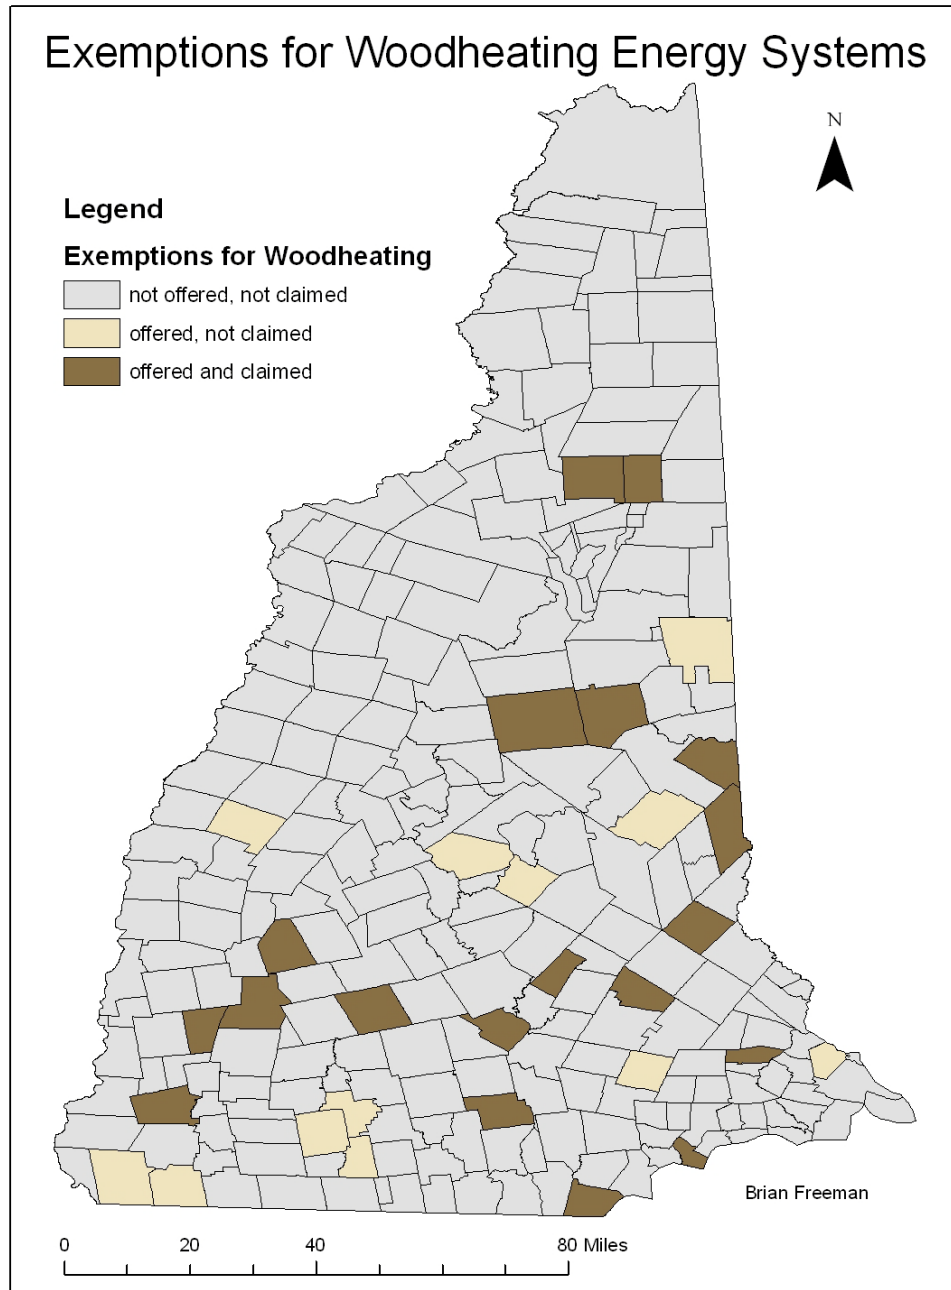 Exemptions for Woodheating Energy Systems
N
Legend
Exemptions for Woodheating
not offered, not claimed
offered, not claimed
offered and claimed
Brian Freeman
0 20 40 80 Miles